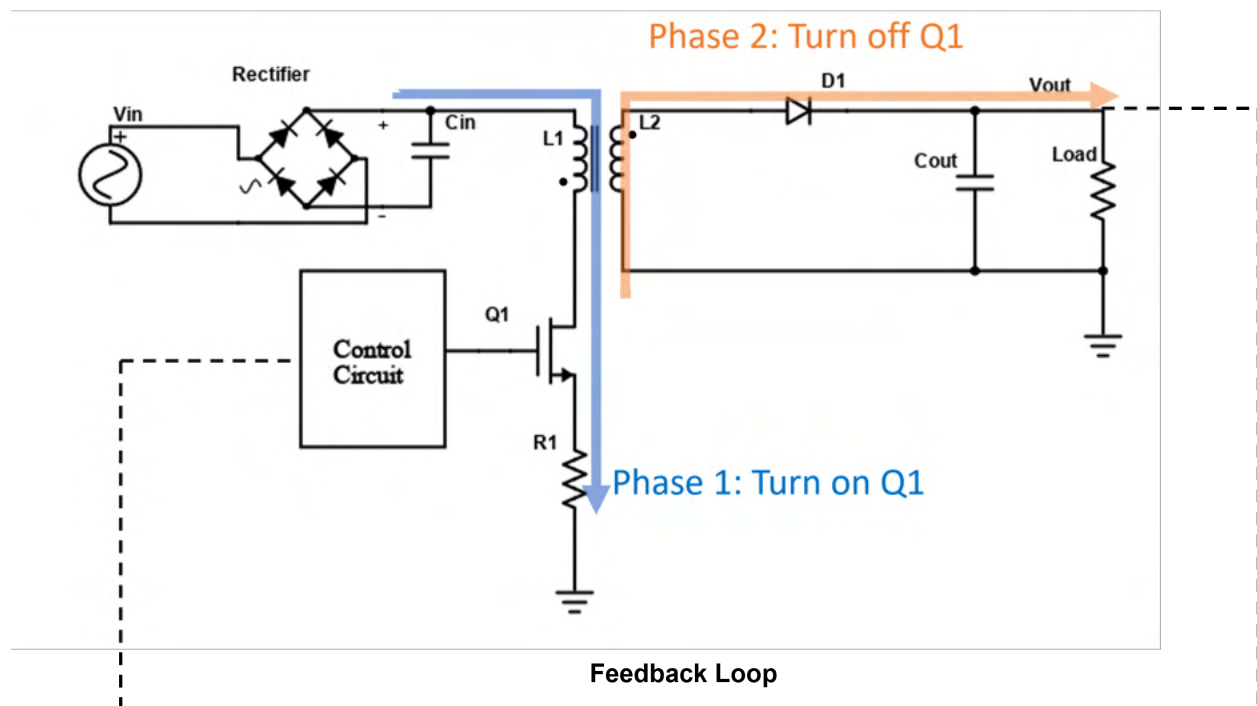 Phase 2: Turn off Q1
Rectifier
D1
Vout
Vin
+
+
Cin
L1
L2
Cout
Load
-
Q1
Control
Circuit
R1
Phase 1: Turn on Q1
Feedback Loop